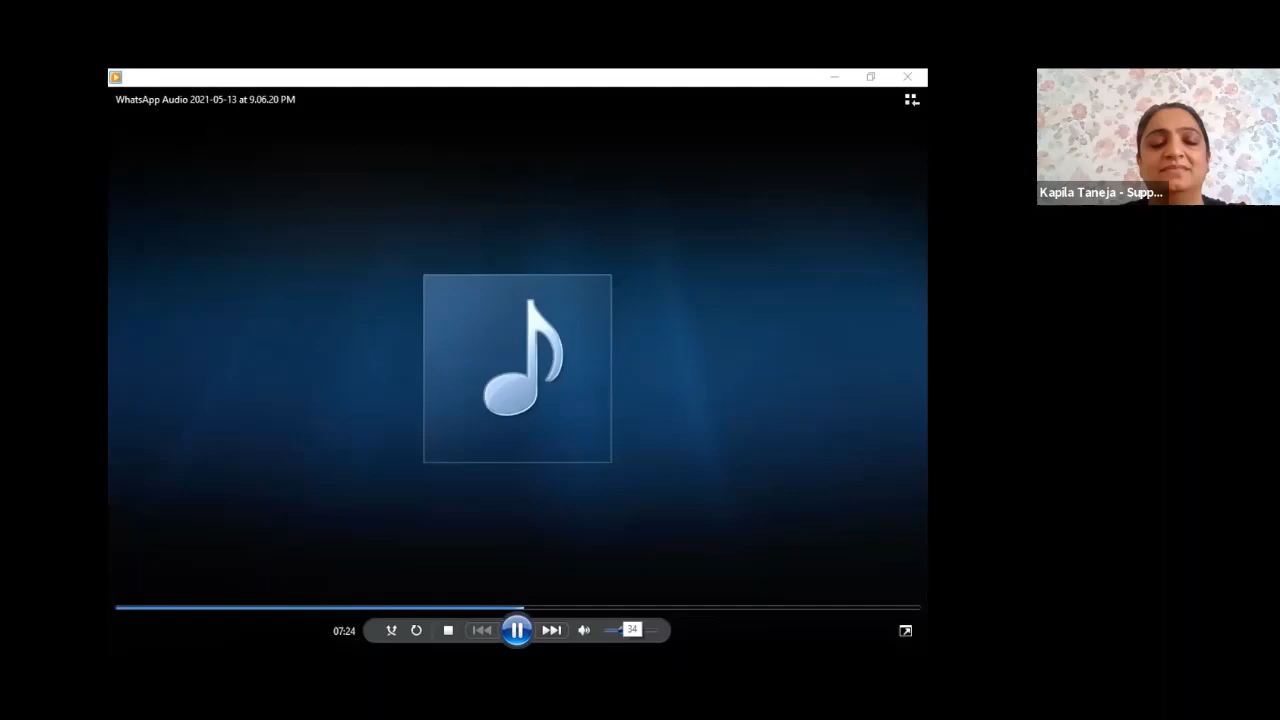 WhatsApp Audio 2021-05-13 at 9.06.20 PM
Kapila Taneja - Supp...
07:24
34